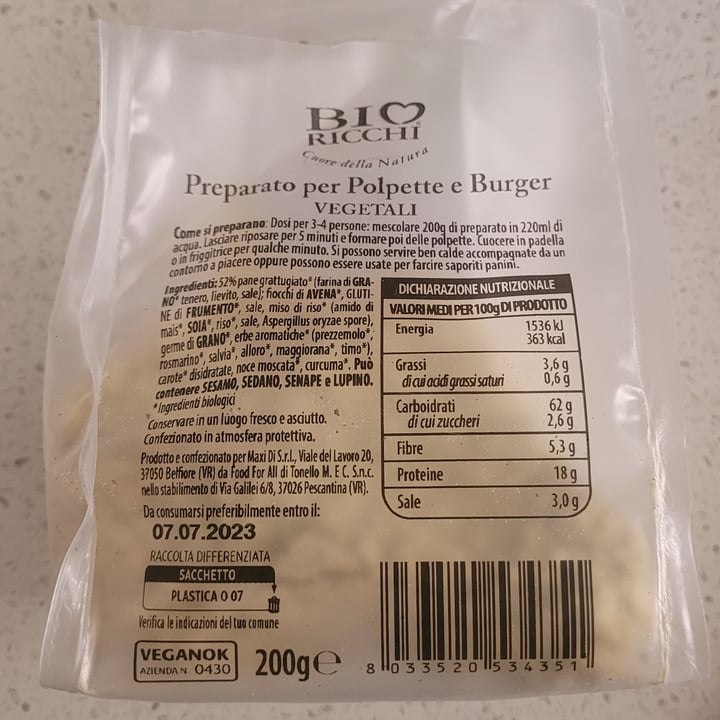 BIO
RICCHI
Cuore della Natura
Preparato per Polpette e Burger
VEGETALI
Come si preparano: Dosi per 3-4 persone: mescolare 200g di preparato in 220ml di
acqua. Lasciare riposare per 5 minuti e formare poi delle polpette. Cuocere in padella
o in friggitrice per qualche minuto. Si possono servire ben calde accompagnate da un
contorno a piacere oppure possono essere usate per farcire saporiti panini.
Ingredienti: 52% pane grattugiato* (farina di GRA-
NO* tenero, lievito, sale); fiocchi di AVENA*, GLUTI-
NE di FRUMENTO*, sale, miso di riso* (amido di
mais*, SOIA*, riso*, sale, Aspergillus oryzae spore),
germe di GRANO*, erbe aromatiche* (prezzemolo*,
rosmarino*, salvia*, alloro*, maggiorana*, timo*),
carote* disidratate, noce moscata*, curcuma*. Può
contenere SESAMO, SEDANO, SENAPE e LUPINO.
*Ingredienti biologici
Conservare in un luogo fresco e asciutto.
Confezionato in atmosfera protettiva.
Prodotto e confezionato per Maxi Di S.r.l., Viale del Lavoro 20,
37050 Belfiore (VR) da Food For All di Tonello M. E C. S.n.c.
nello stabilimento di Via Galilei 6/8, 37026 Pescantina (VR).
Da consumarsi preferibilmente entro il:
07.07.2023
RACCOLTA DIFFERENZIATA
SACCHETTO
PLASTICA O 07
Verifica le indicazioni del tuo comune
VEGANOK
AZIENDA N. 0430
200g e
DICHIARAZIONE NUTRIZIONALE
VALORI MEDI PER 100g DI PRODOTTO
Energia 1536 kJ
363 kcal
Grassi 3,6 g
di cui acidi grassi saturi 0,6 g
Carboidrati 62 g
di cui zuccheri 2,6 g
Fibre 5,3 g
Proteine 18 g
Sale 3,0 g
8 033520 534351